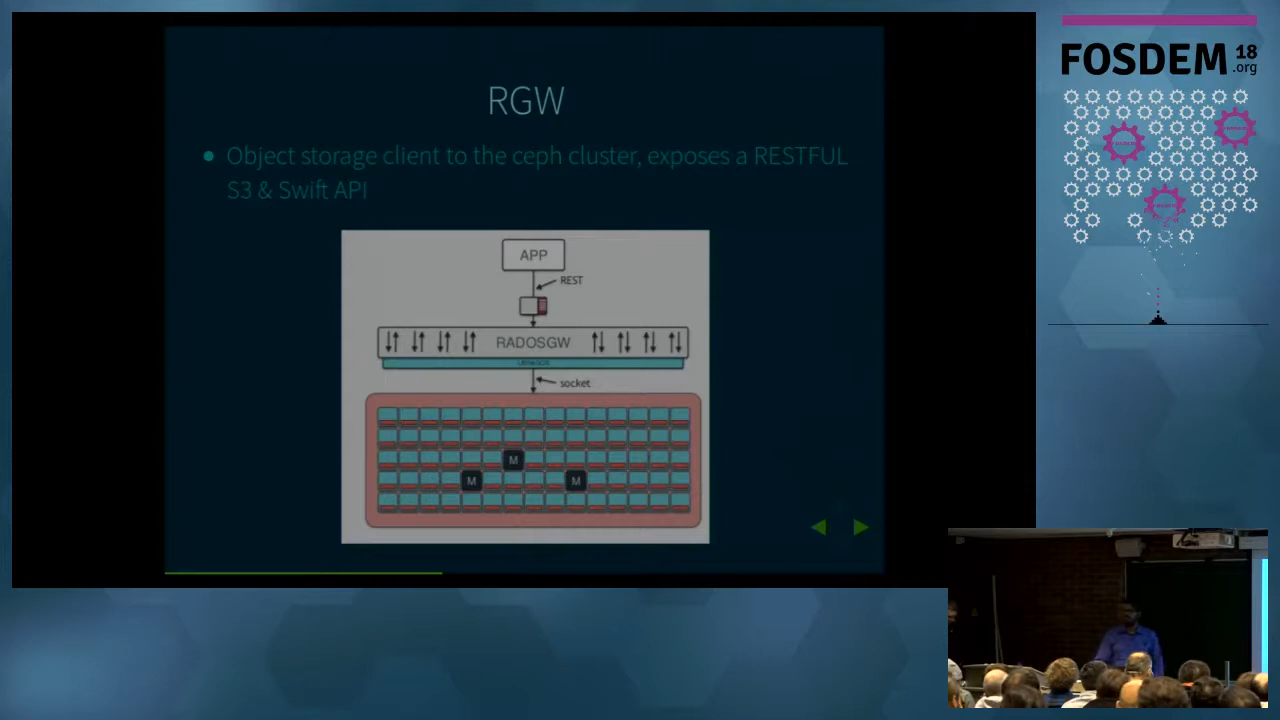 RGW
Object storage client to the ceph cluster, exposes a RESTFUL
S3 & Swift API
APP
REST
RADOSGW
socket
M
M
M
FOSDEM 18
.org